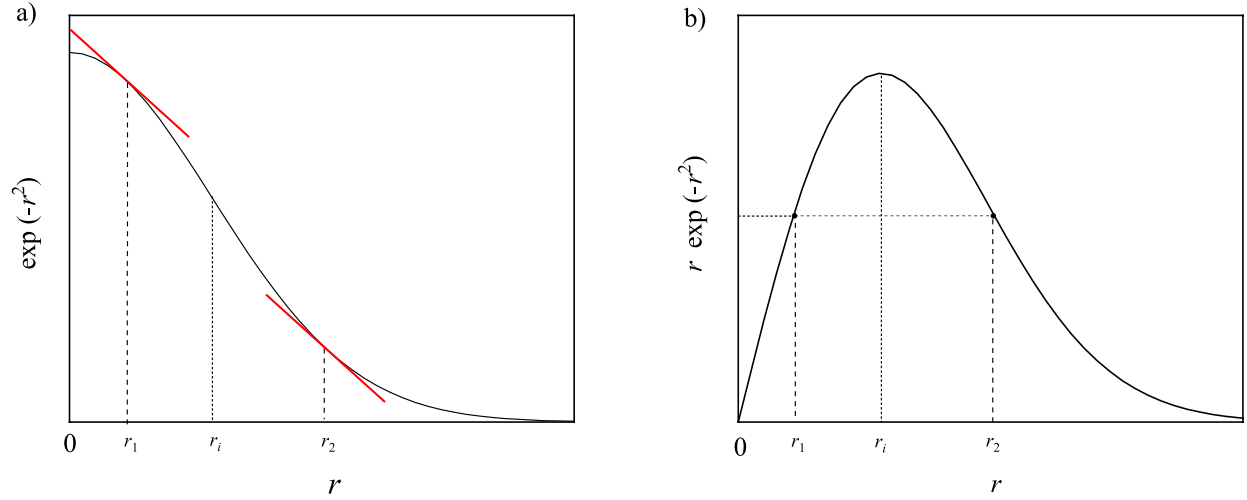 a)
exp (-r²)
0
r₁
rᵢ
r₂
r
b)
r exp (-r²)
0
r₁
rᵢ
r₂
r